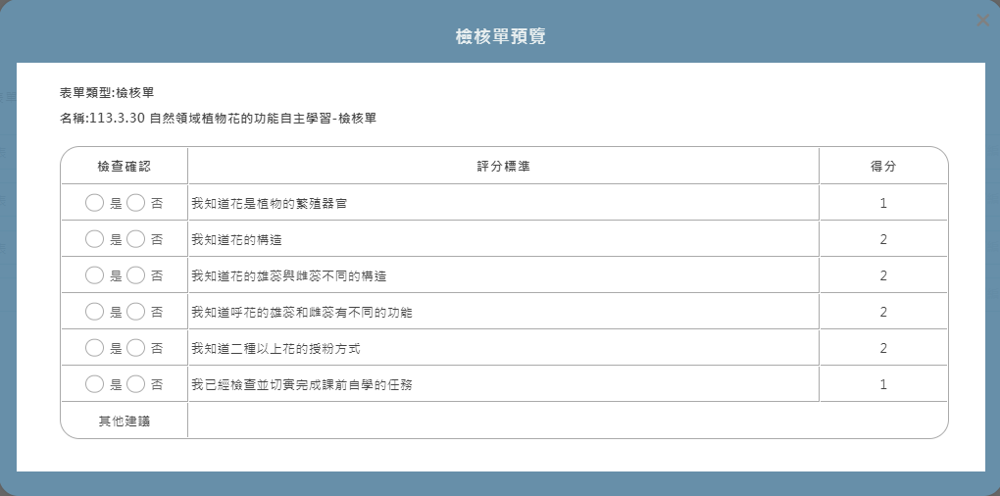 檢核單預覽
表單類型:檢核單
名稱:113.3.30 自然領域植物花的功能自主學習-檢核單
檢查確認 評分標準 得分
是 否 我知道花是植物的繁殖器官 1
是 否 我知道花的構造 2
是 否 我知道花的雄蕊與雌蕊不同的構造 2
是 否 我知道呼花的雄蕊和雌蕊有不同的功能 2
是 否 我知道二種以上花的授粉方式 2
是 否 我已經檢查並切實完成課前自學的任務 1
其他建議